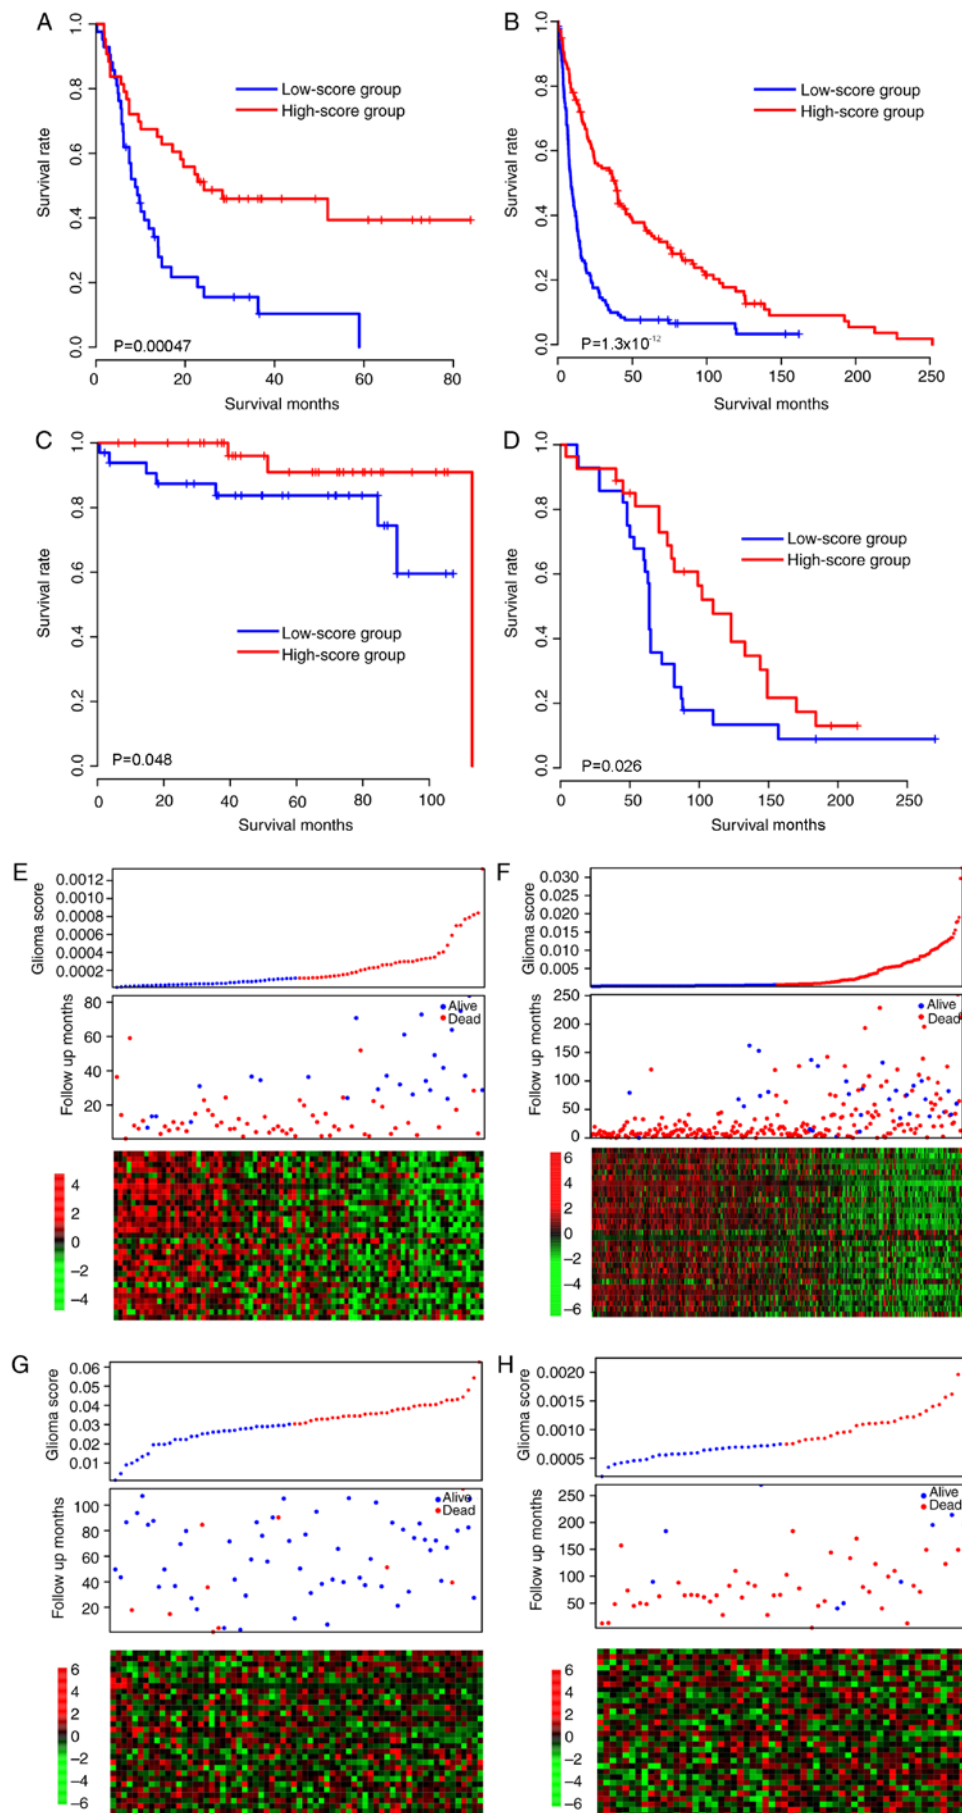 A
Survival rate
1.0
0.8
0.6
0.4
0.2
0.0
Low-score group
High-score group
P=0.00047
0 20 40 60 80
Survival months
B
Survival rate
1.0
0.8
0.6
0.4
0.2
0.0
Low-score group
High-score group
P=1.3x10⁻¹²
0 50 100 150 200 250
Survival months
C
Survival rate
1.0
0.8
0.6
0.4
0.2
0.0
Low-score group
High-score group
P=0.048
0 20 40 60 80 100
Survival months
D
Survival rate
1.0
0.8
0.6
0.4
0.2
0.0
Low-score group
High-score group
P=0.026
0 50 100 150 200 250
Survival months
E
Glioma score
0.0012
0.0010
0.0008
0.0006
0.0004
0.0002
Follow up months
80
60
40
20
Alive
Dead
4
2
0
−2
−4
F
Glioma score
0.030
0.025
0.020
0.015
0.010
0.005
Follow up months
250
200
150
100
50
0
Alive
Dead
6
4
2
0
−2
−4
−6
G
Glioma score
0.06
0.05
0.04
0.03
0.02
0.01
Follow up months
100
80
60
40
20
Alive
Dead
6
4
2
0
−2
−4
−6
H
Glioma score
0.0020
0.0015
0.0010
0.0005
Follow up months
250
200
150
100
50
Alive
Dead
6
4
2
0
−2
−4
−6